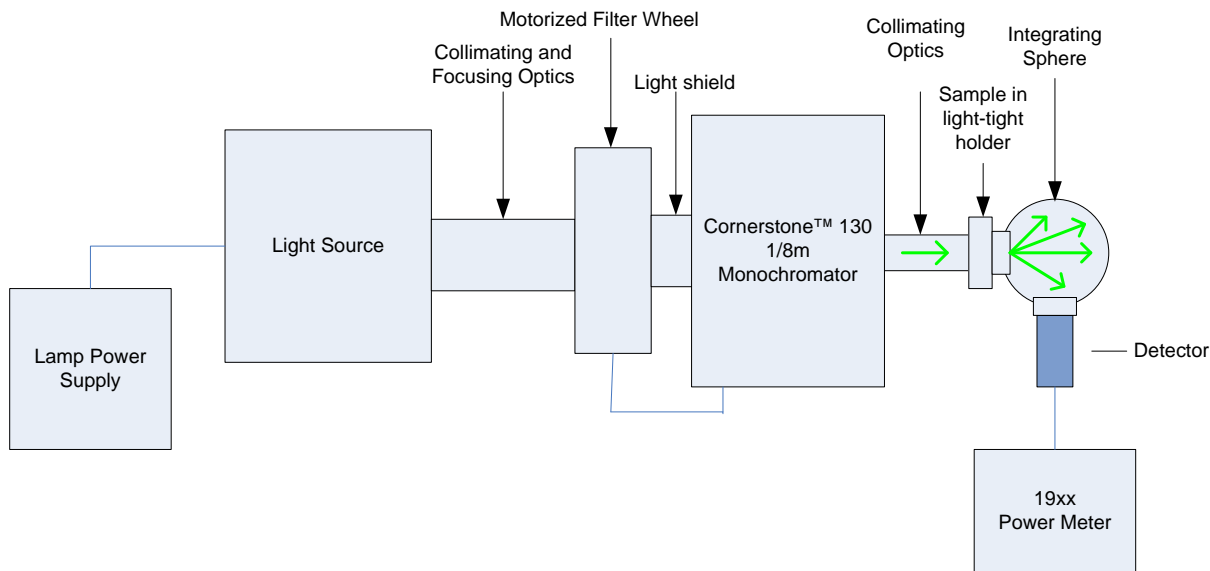 Motorized Filter Wheel
Collimating and
Focusing Optics
Light shield
Collimating
Optics
Integrating
Sphere
Sample in
light-tight
holder
Light Source
Cornerstone™ 130
1/8m
Monochromator
Lamp Power
Supply
Detector
19xx
Power Meter